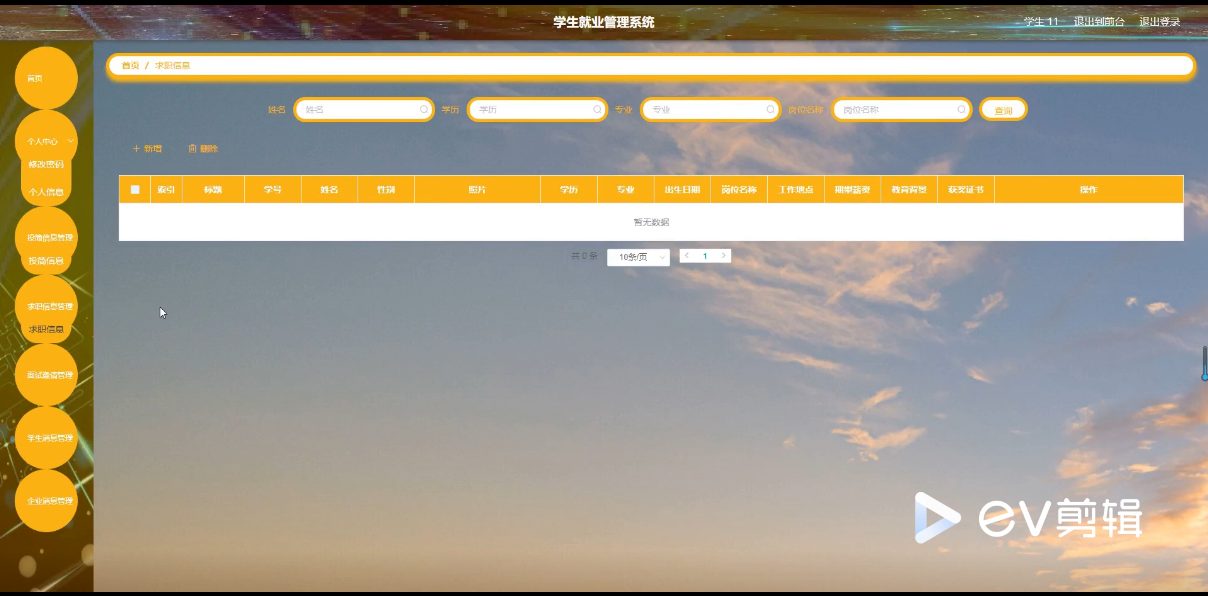 学生就业管理系统
学生 11 退出到前台 退出登录
首页
个人中心
修改密码
个人信息
投简信息管理
投简信息
求职信息管理
求职信息
面试邀请管理
学生消息管理
企业消息管理
首页 / 求职信息
姓名 姓名 学历 学历 专业 专业 岗位名称 岗位名称 查询
+ 新增 删除
索引 标题 学号 姓名 性别 照片 学历 专业 出生日期 岗位名称 工作地点 期望薪资 教育背景 获奖证书 操作
暂无数据
共 0 条 10条/页 < 1 >
ev剪辑